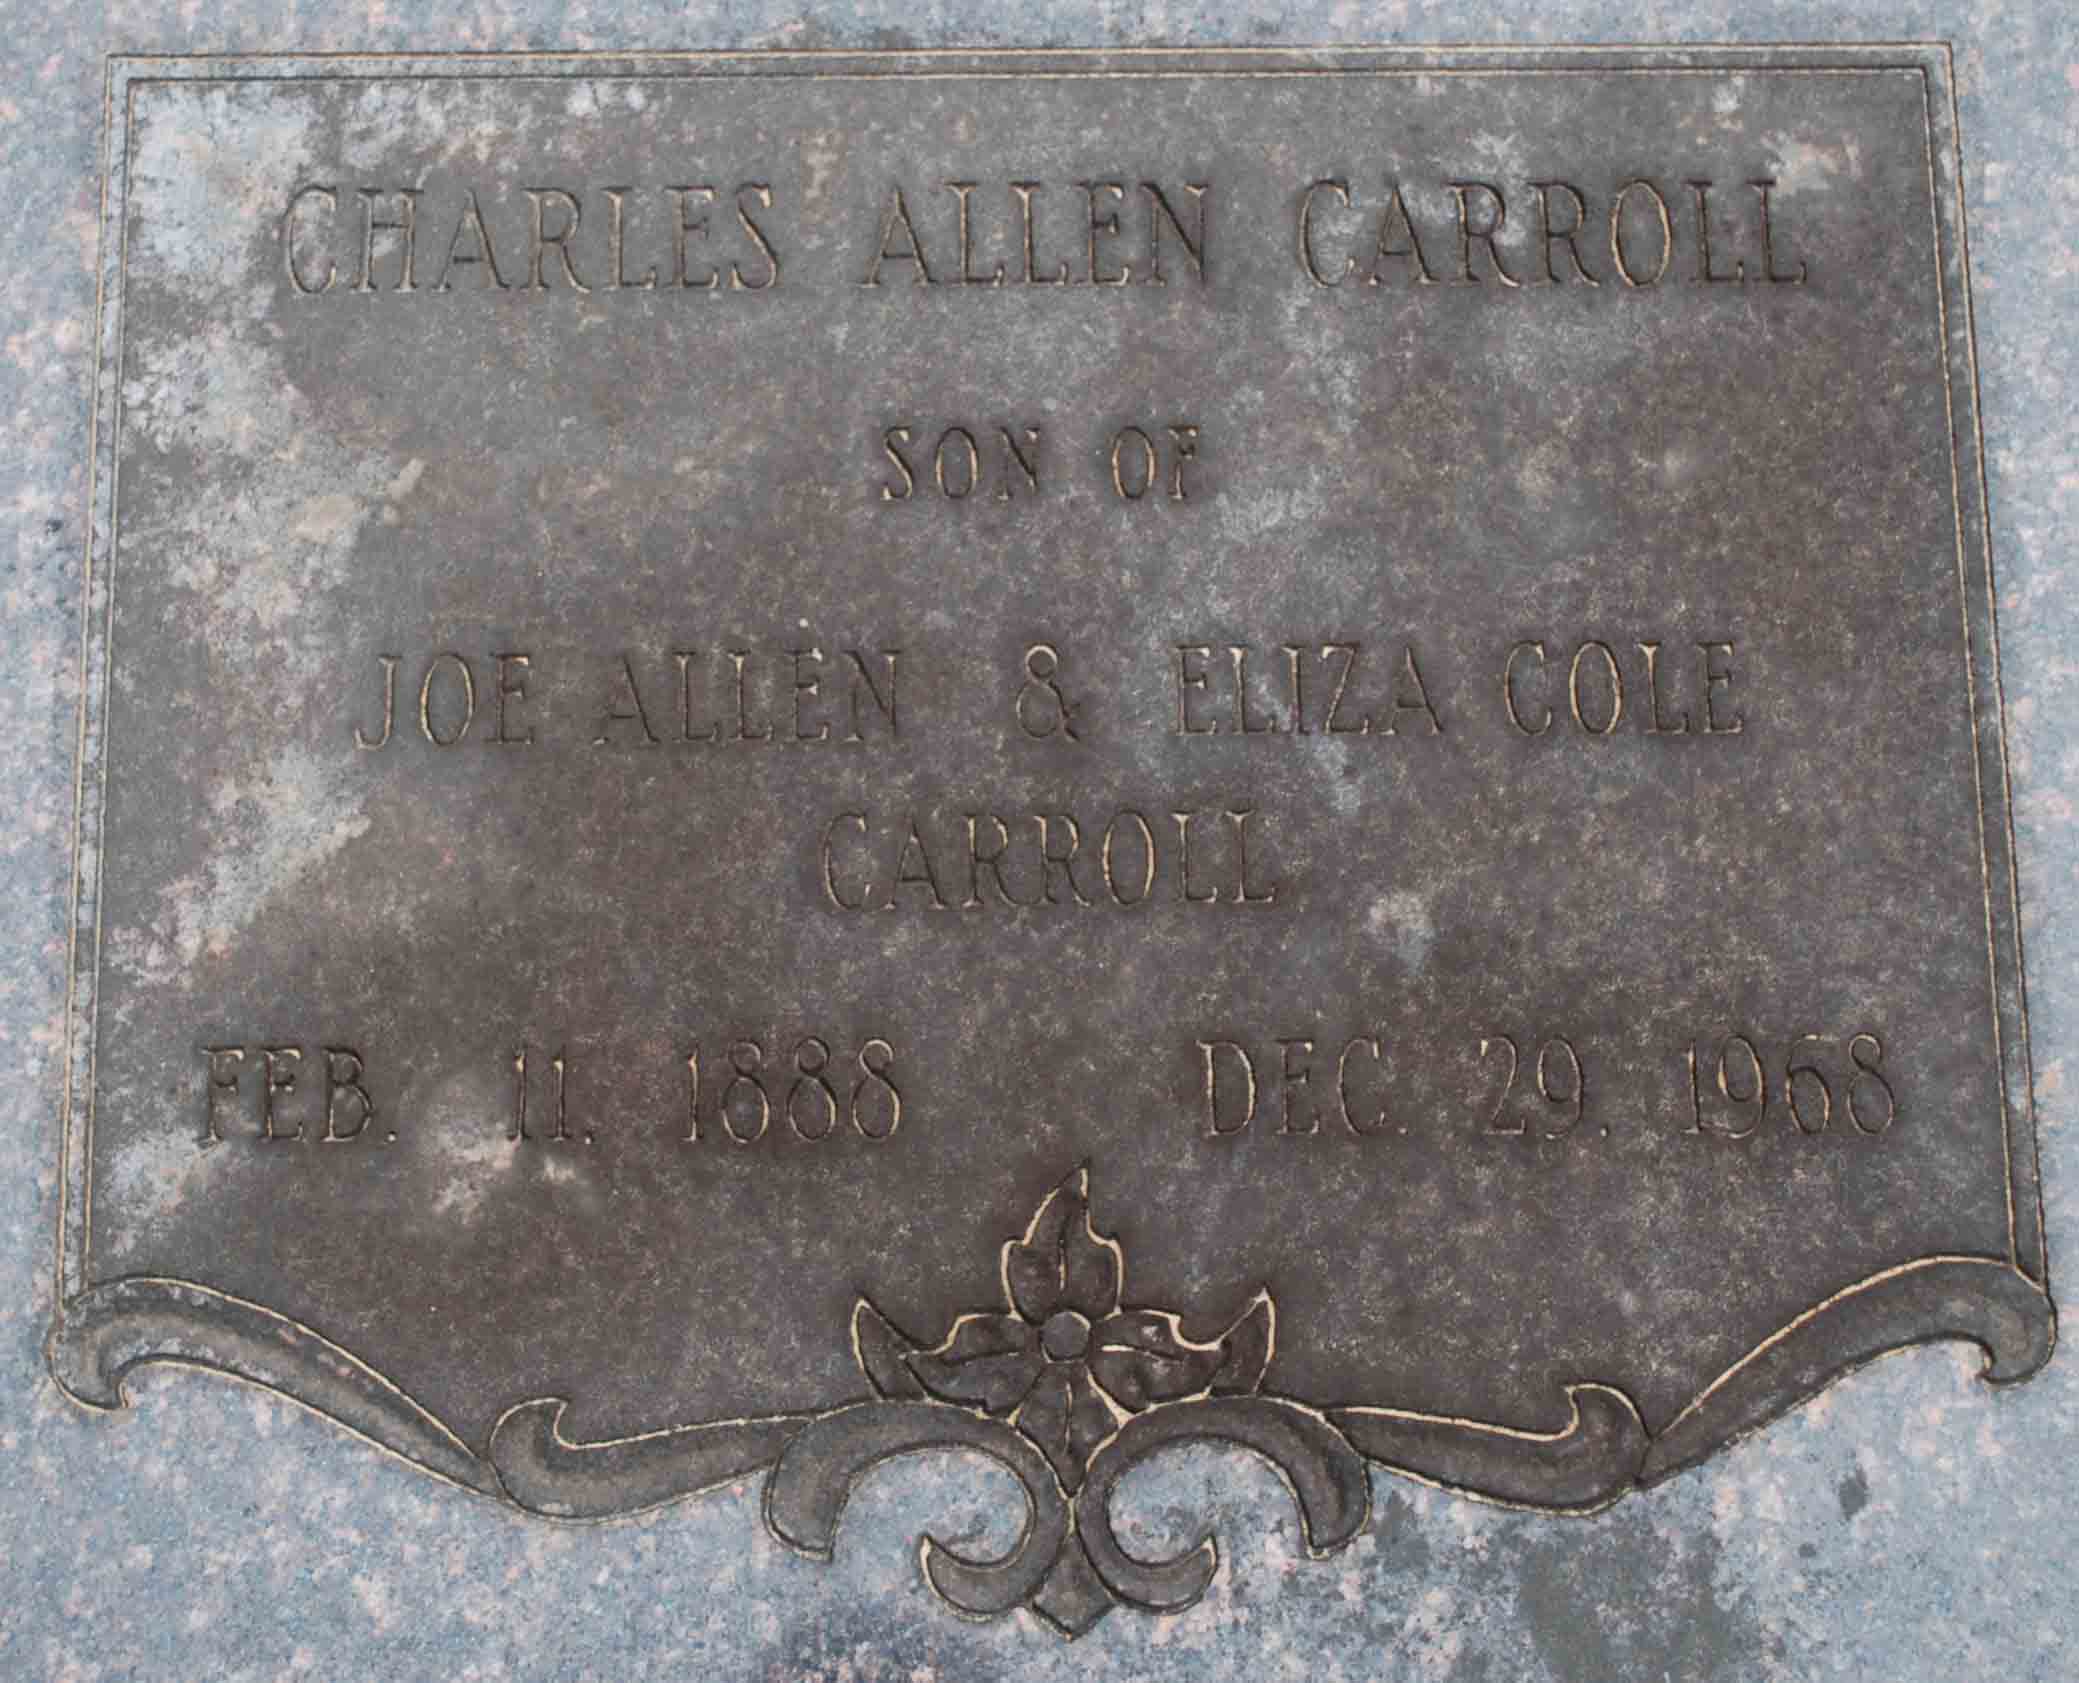 CHARLES ALLEN CARROLL
SON OF
JOE ALLEN & ELIZA COLE
CARROLL
FEB. 11. 1888 DEC. 29. 1968